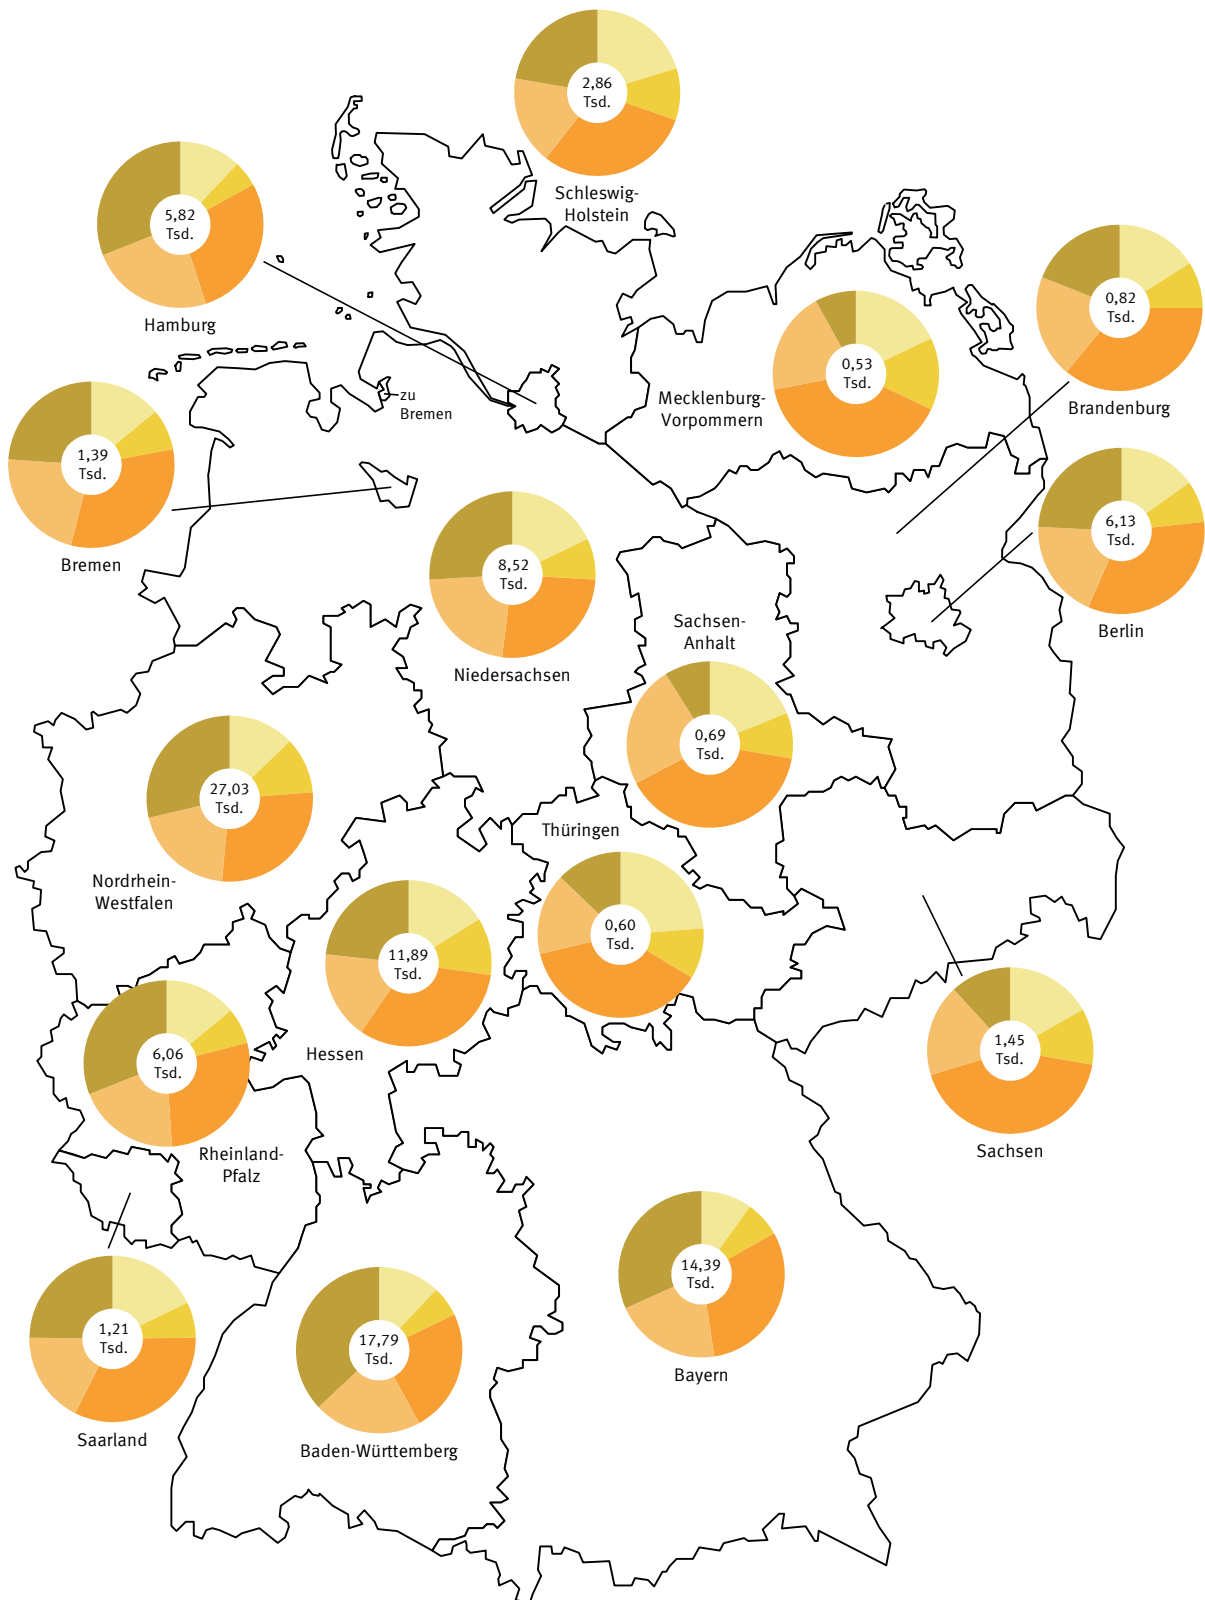 2,86
Tsd.
Schleswig-
Holstein
5,82
Tsd.
Hamburg
0,82
Tsd.
Brandenburg
0,53
Tsd.
Mecklenburg-
Vorpommern
zu
Bremen
1,39
Tsd.
Bremen
6,13
Tsd.
Berlin
8,52
Tsd.
Niedersachsen
Sachsen-
Anhalt
0,69
Tsd.
27,03
Tsd.
Nordrhein-
Westfalen
Thüringen
0,60
Tsd.
11,89
Tsd.
Hessen
6,06
Tsd.
Rheinland-
Pfalz
1,45
Tsd.
Sachsen
14,39
Tsd.
Bayern
1,21
Tsd.
Saarland
17,79
Tsd.
Baden-Württemberg